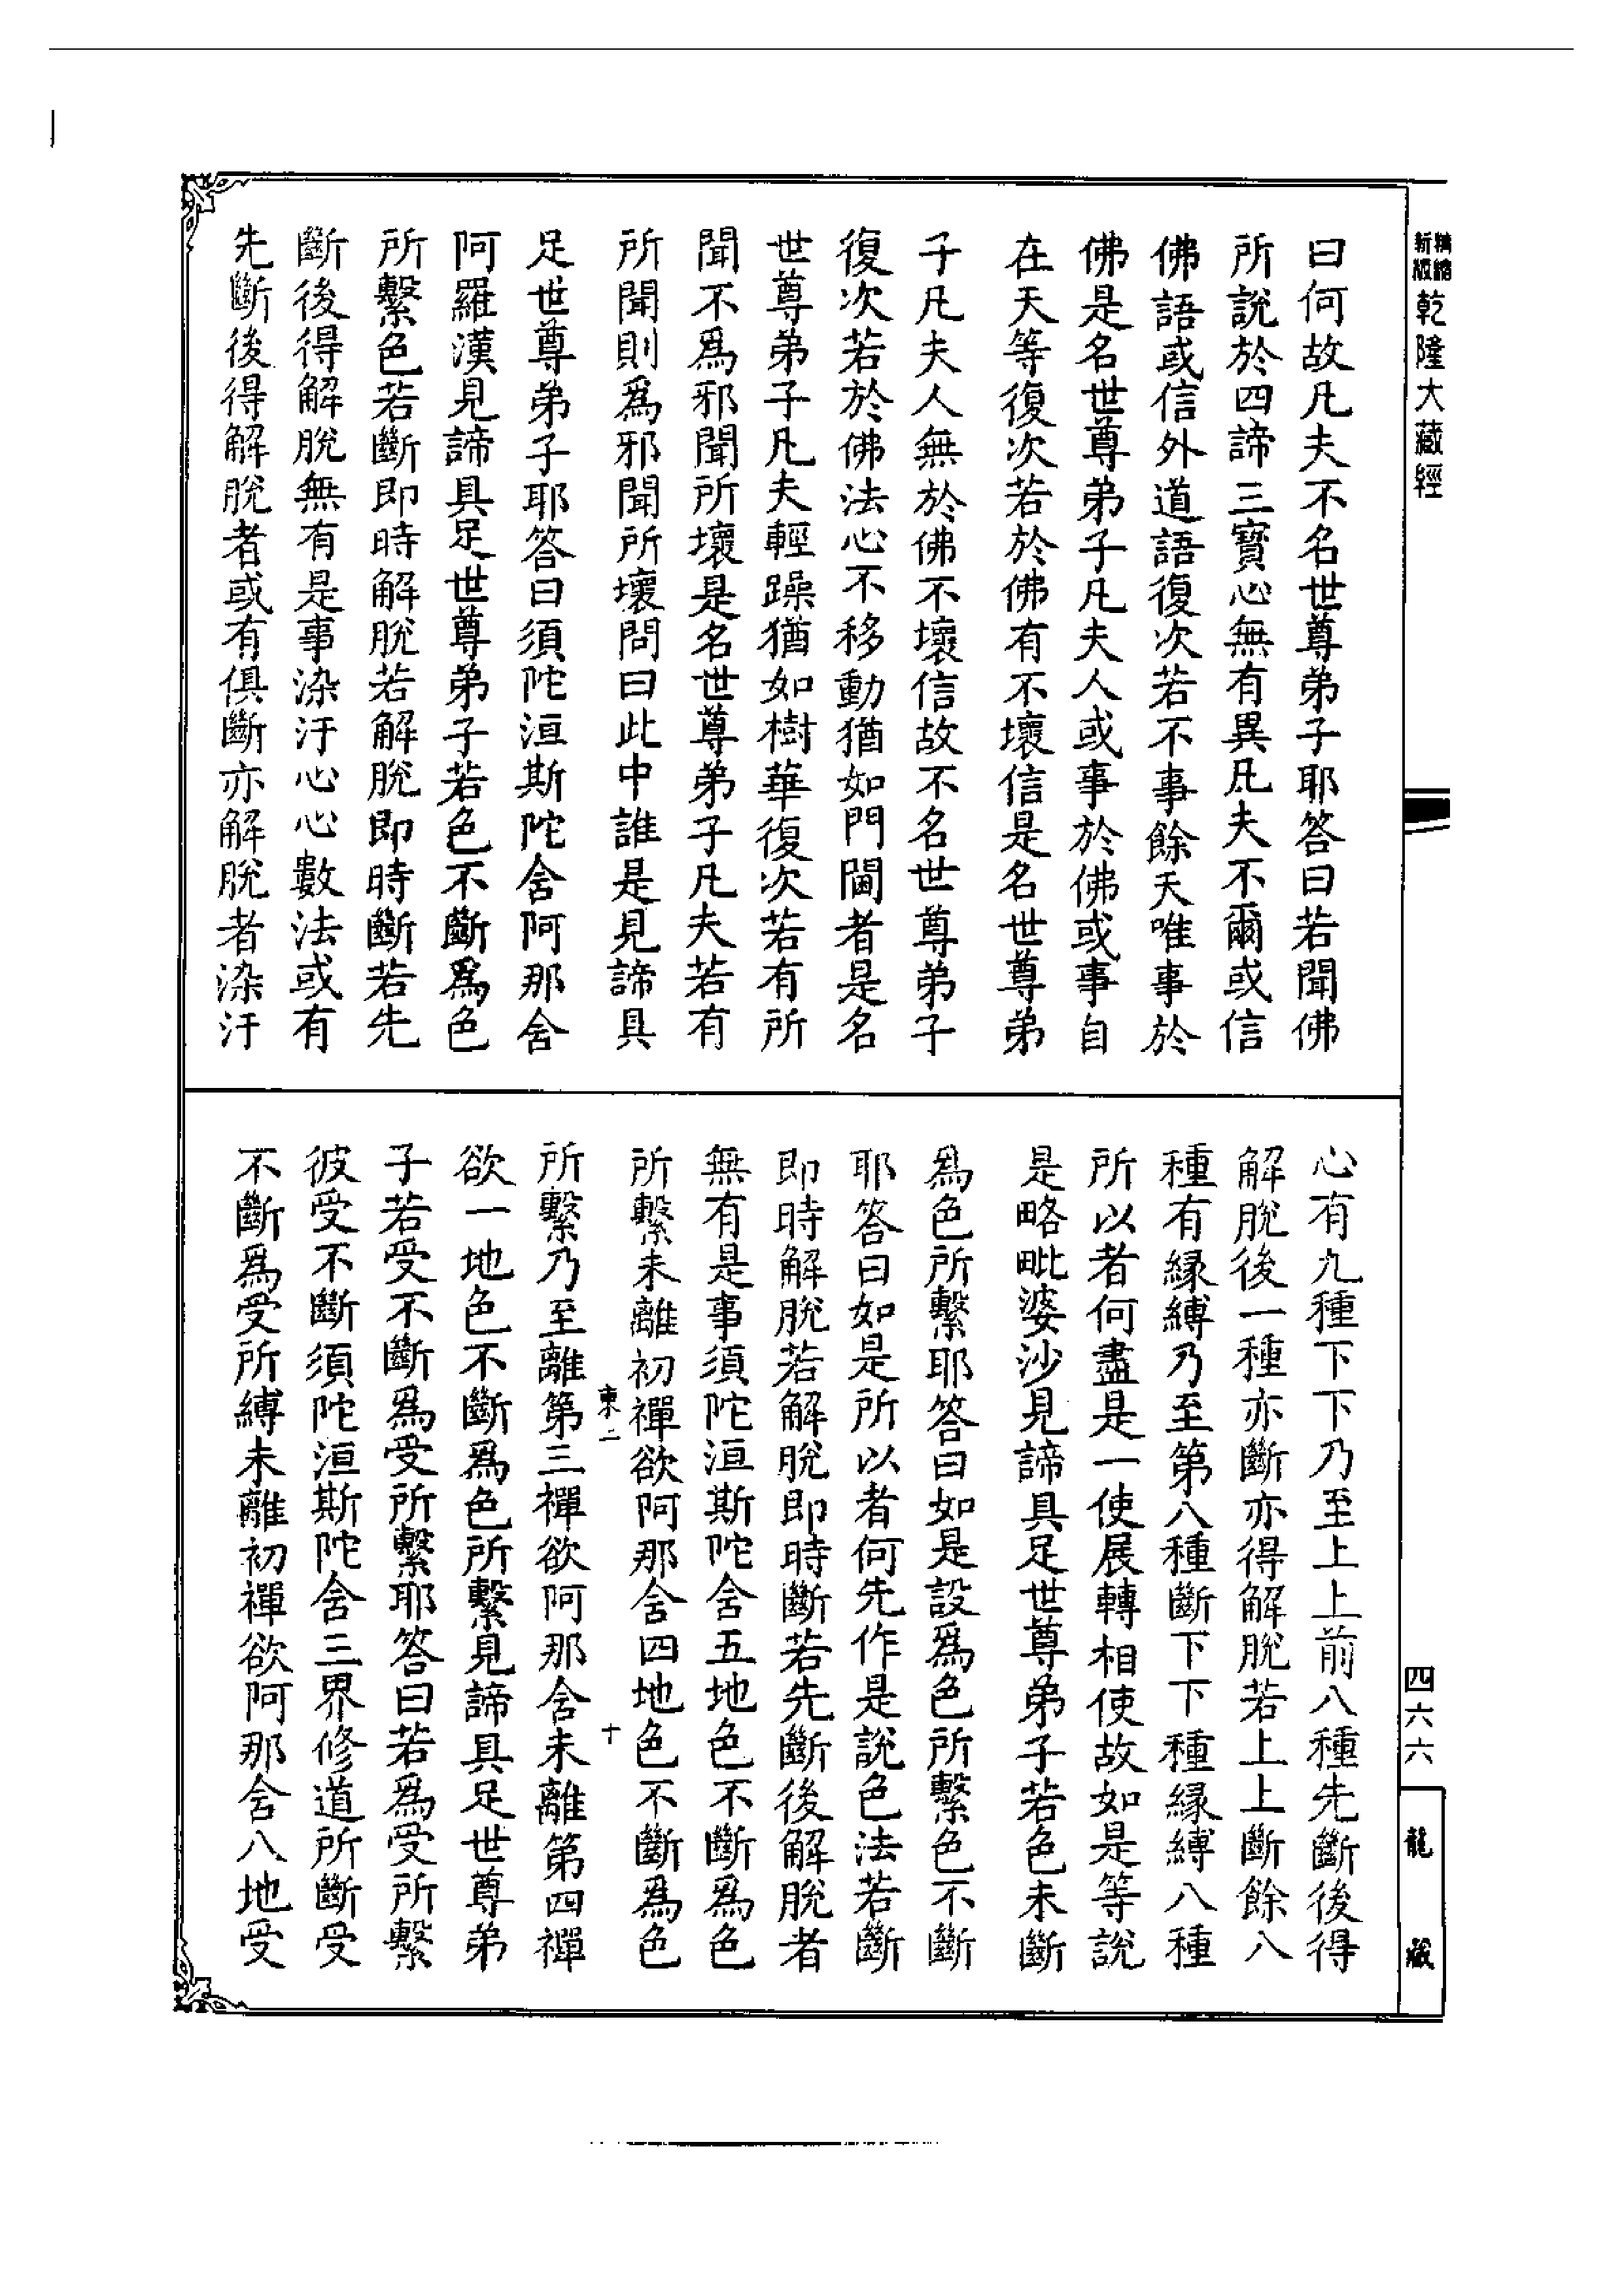 精縮
新版
乾隆大藏經
曰何故凡夫不名世尊弟子耶答曰若聞佛
所說於四諦三寶心無有異凡夫不爾或信
佛語或信外道語復次若不事餘天唯事於
佛是名世尊弟子凡夫人或事於佛或事自
在天等復次若於佛有不壞信是名世尊弟
子凡夫人無於佛不壞信故不名世尊弟子
復次若於佛法心不移動猶如門閫者是名
世尊弟子凡夫輕躁猶如樹華復次若有所
聞不爲邪聞所壞是名世尊弟子凡夫若有
所聞則爲邪聞所壞問曰此中誰是見諦具
足世尊弟子耶答曰須陀洹斯陀舍阿那舍
阿羅漢見諦具足世尊弟子若色不斷爲色
所繫色若斷即時解脫若解脫即時斷若先
斷後得解脫無有是事染汙心心數法或有
先斷後得解脫者或有俱斷亦解脫者染汙
心有九種下下乃至上上前八種先斷後得
解脫後一種亦斷亦得解脫若上上斷餘八
種有縁縛乃至第八種斷下下種縁縛八種
所以者何盡是一使展轉相使故如是等說
是略毗婆沙見諦具足世尊弟子若色未斷
爲色所繫耶答曰如是設爲色所繫色不斷
耶答曰如是所以者何先作是說色法若斷
即時解脫若解脫即時斷若先斷後解脫者
無有是事須陀洹斯陀舍五地色不斷爲色
所繫未離初禪欲阿那舍四地色不斷爲色
東二
十
所繫乃至離第三禪欲阿那舍未離第四禪
欲一地色不斷爲色所繫見諦具足世尊弟
子若受不斷爲受所繫耶答曰若爲受所繫
彼受不斷須陀洹斯陀舍三界修道所斷受
不斷爲受所縛未離初禪欲阿那舍八地受
四六六
龍藏